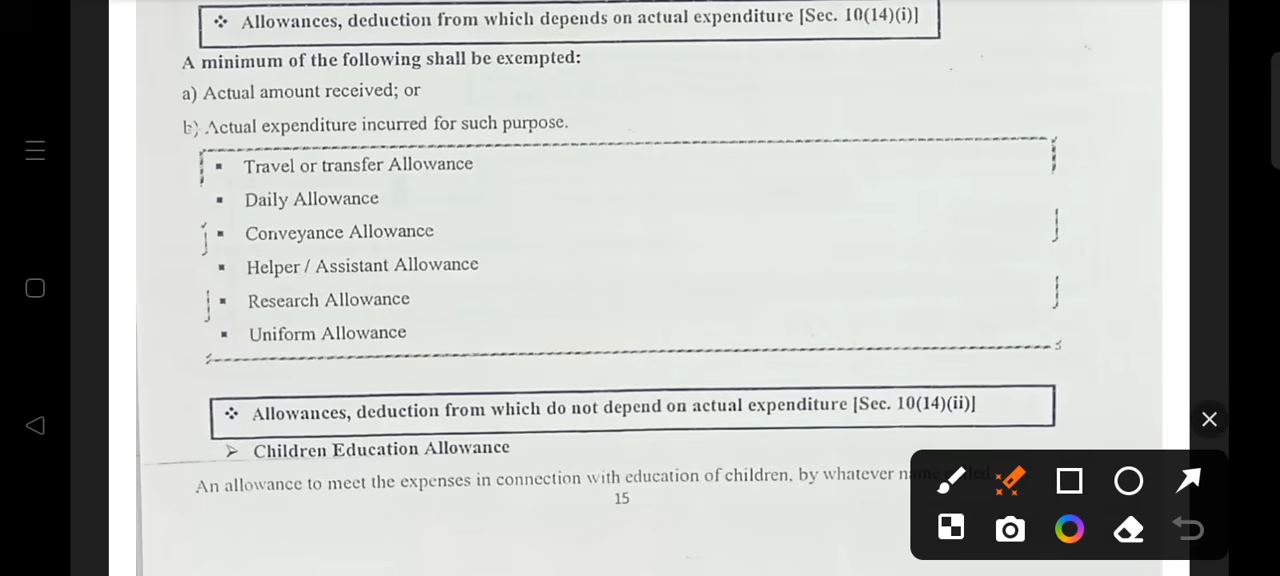 ❖ Allowances, deduction from which depends on actual expenditure [Sec. 10(14)(i)]
A minimum of the following shall be exempted:
a) Actual amount received; or
b) Actual expenditure incurred for such purpose.
▪ Travel or transfer Allowance
▪ Daily Allowance
▪ Conveyance Allowance
▪ Helper / Assistant Allowance
▪ Research Allowance
▪ Uniform Allowance
❖ Allowances, deduction from which do not depend on actual expenditure [Sec. 10(14)(ii)]
➢ Children Education Allowance
An allowance to meet the expenses in connection with education of children, by whatever
15